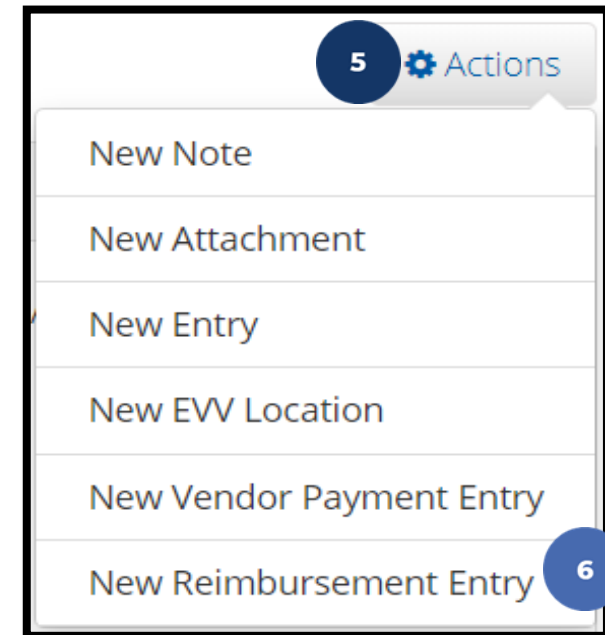 5 Actions
New Note
New Attachment
New Entry
New EVV Location
New Vendor Payment Entry
New Reimbursement Entry 6